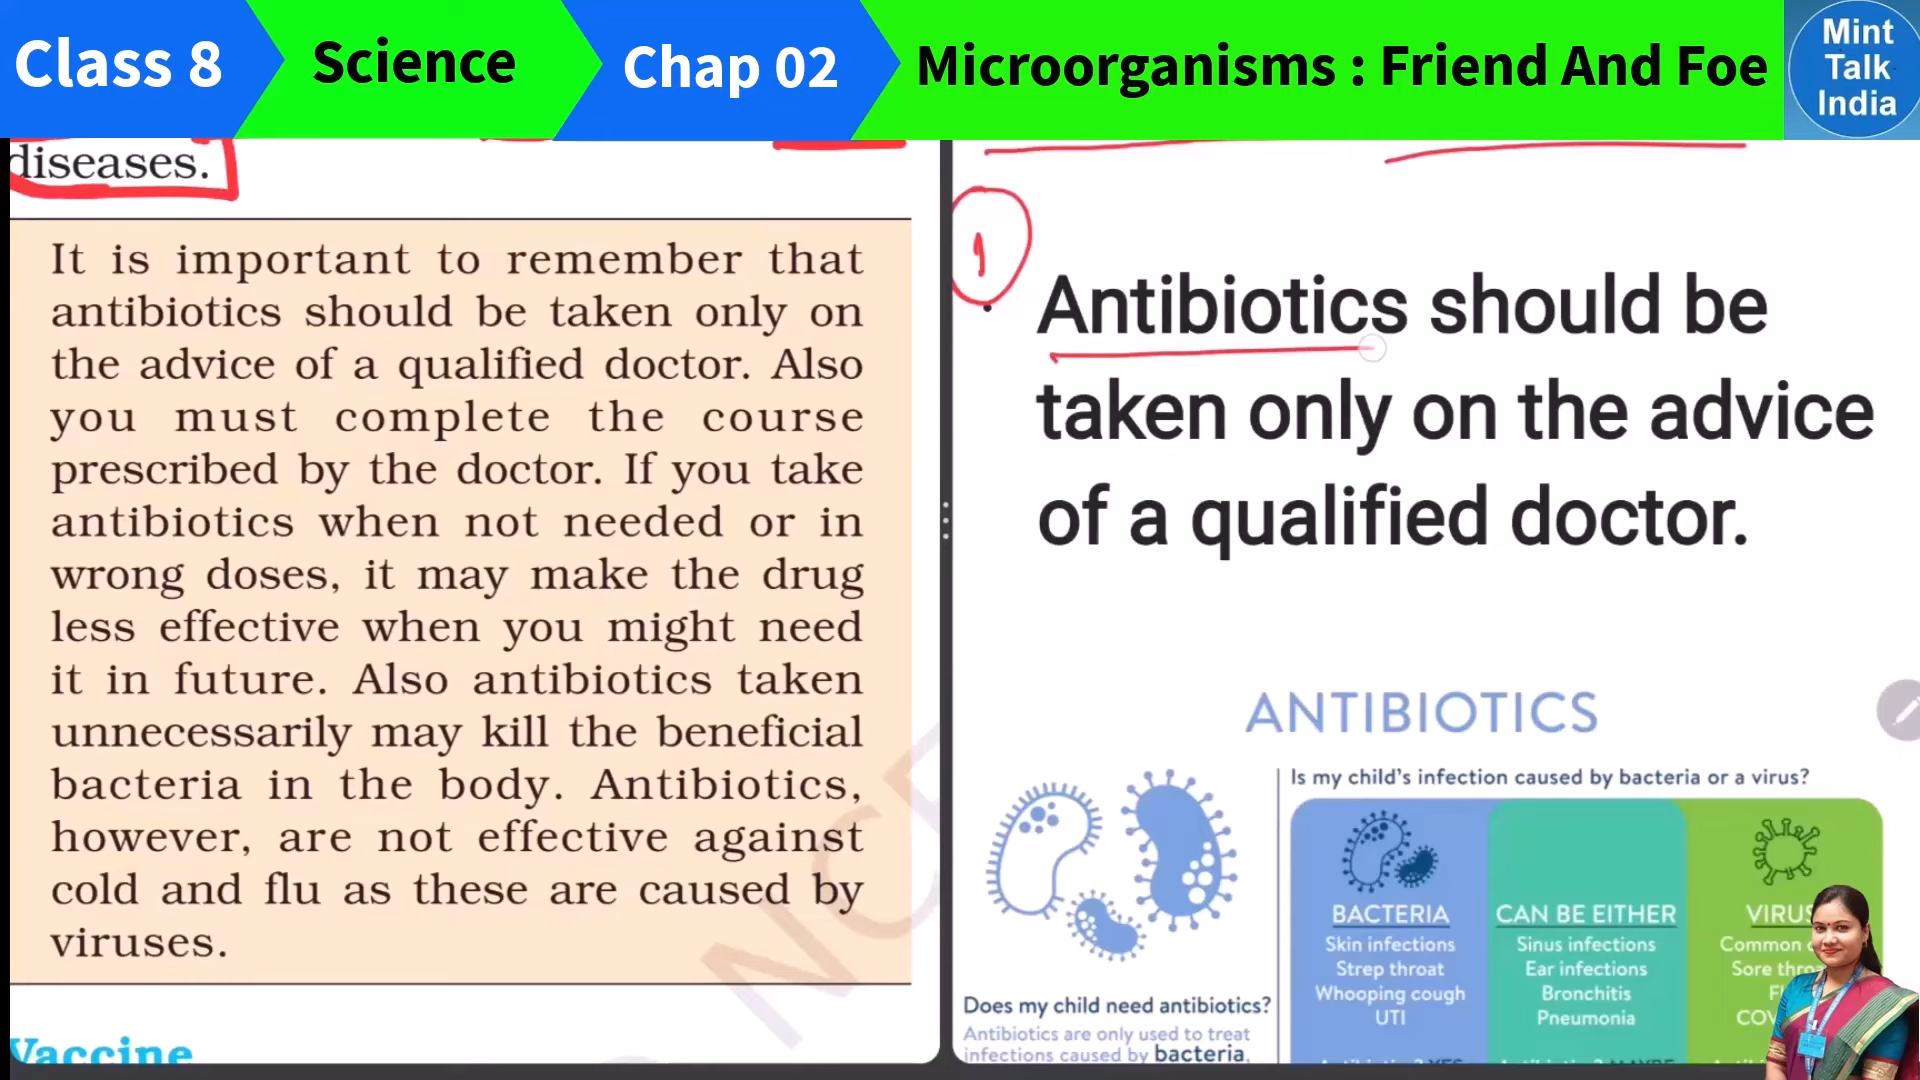 Class 8
Science
Chap 02
Microorganisms : Friend And Foe
Mint
Talk
India
diseases.
It is important to remember that
antibiotics should be taken only on
the advice of a qualified doctor. Also
you must complete the course
prescribed by the doctor. If you take
antibiotics when not needed or in
wrong doses, it may make the drug
less effective when you might need
it in future. Also antibiotics taken
unnecessarily may kill the beneficial
bacteria in the body. Antibiotics,
however, are not effective against
cold and flu as these are caused by
viruses.
Vaccine
1
Antibiotics should be
taken only on the advice
of a qualified doctor.
ANTIBIOTICS
Is my child's infection caused by bacteria or a virus?
BACTERIA
Skin infections
Strep throat
Whooping cough
UTI
CAN BE EITHER
Sinus infections
Ear infections
Bronchitis
Pneumonia
VIRUS
Common
Sore
Does my child need antibiotics?
Antibiotics are only used to treat
infections caused by bacteria.